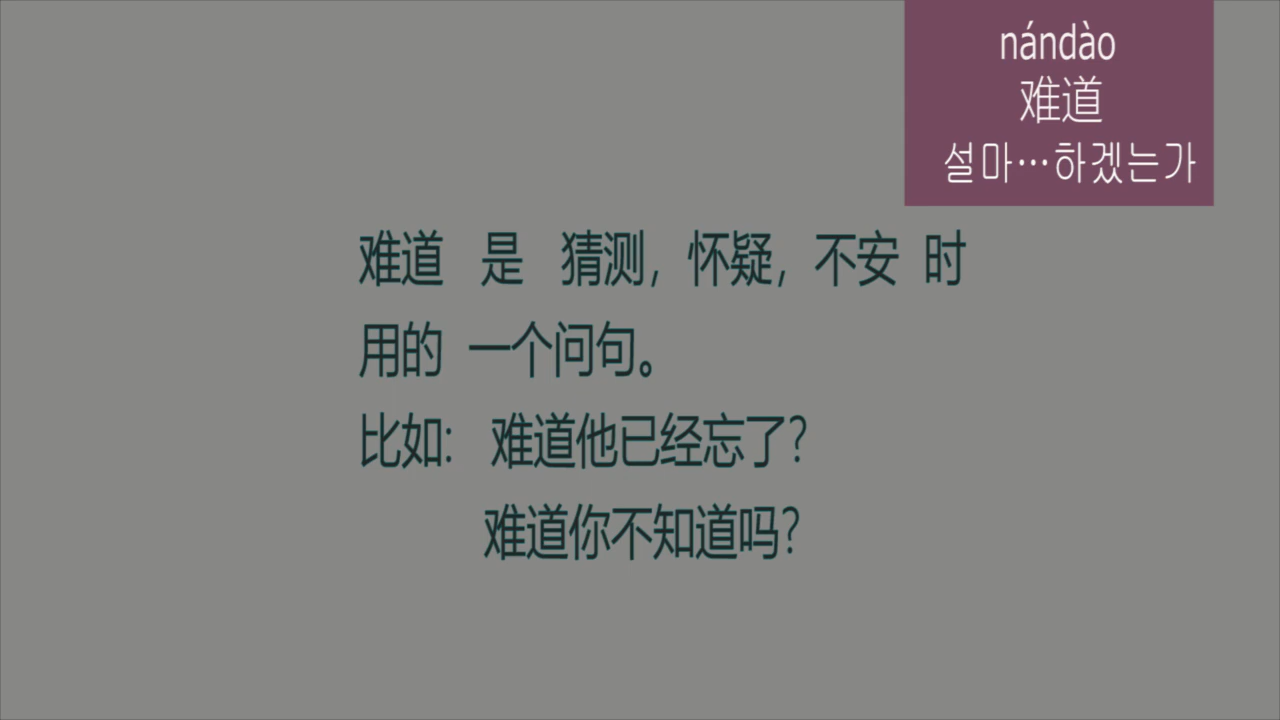 nándào
难道
설마…하겠는가
难道 是 猜测，怀疑，不安 时
用的 一个问句。
比如： 难道他已经忘了？
难道你不知道吗？